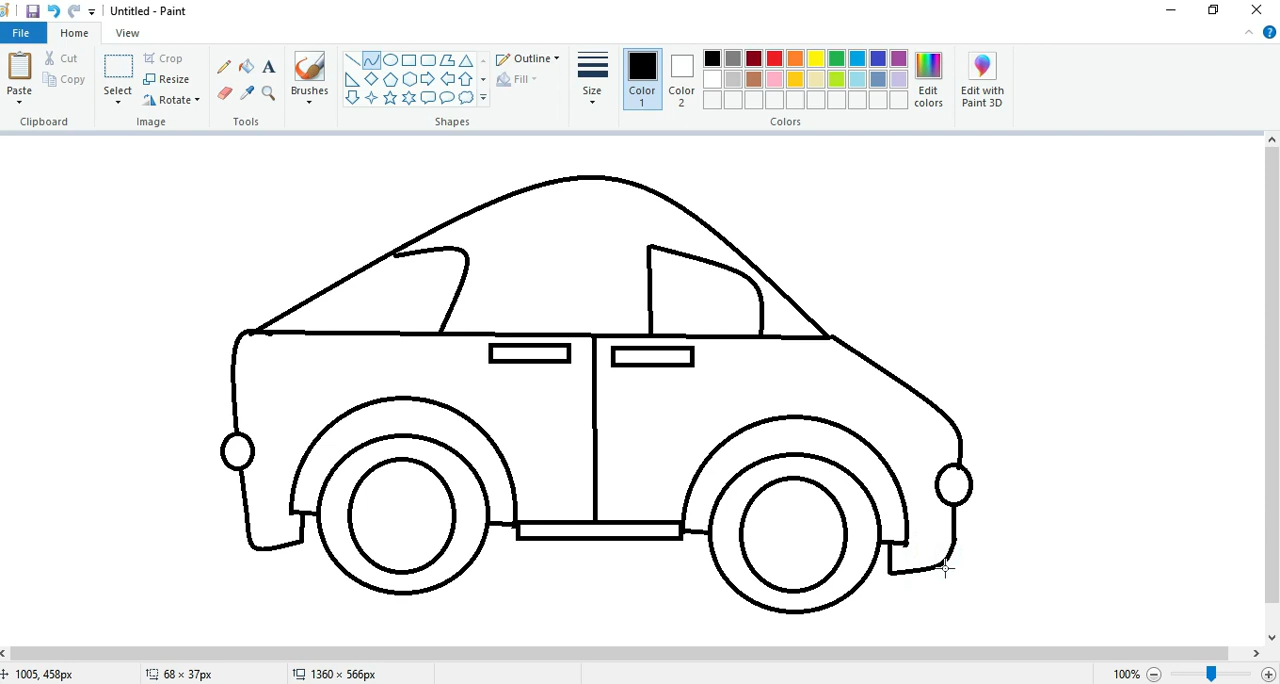 Untitled - Paint
File Home View
Paste
Cut
Copy
Clipboard
Select
Crop
Resize
Rotate
Image
A
Tools
Brushes
Outline
Fill
Shapes
Size
Color 1
Color 2
Edit colors
Colors
Edit with Paint 3D
1005, 458px
68 × 37px
1360 × 566px
100%